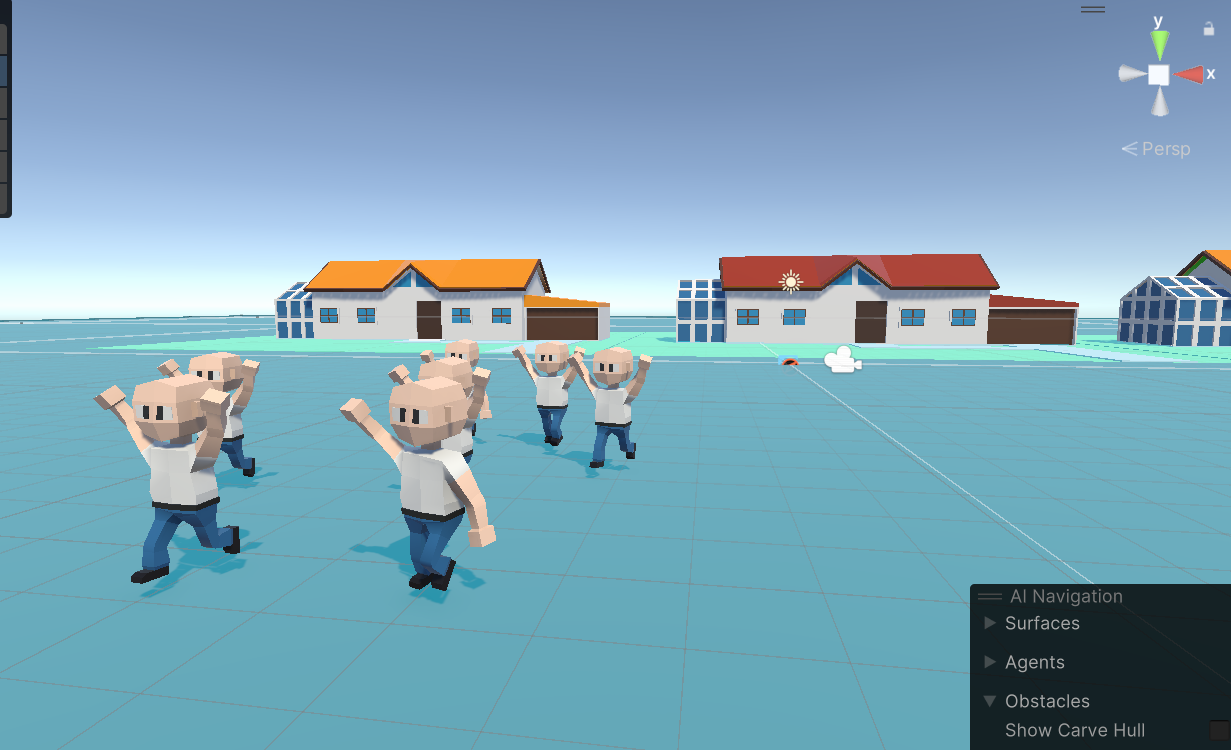 y
x
Persp
AI Navigation
Surfaces
Agents
Obstacles
Show Carve Hull